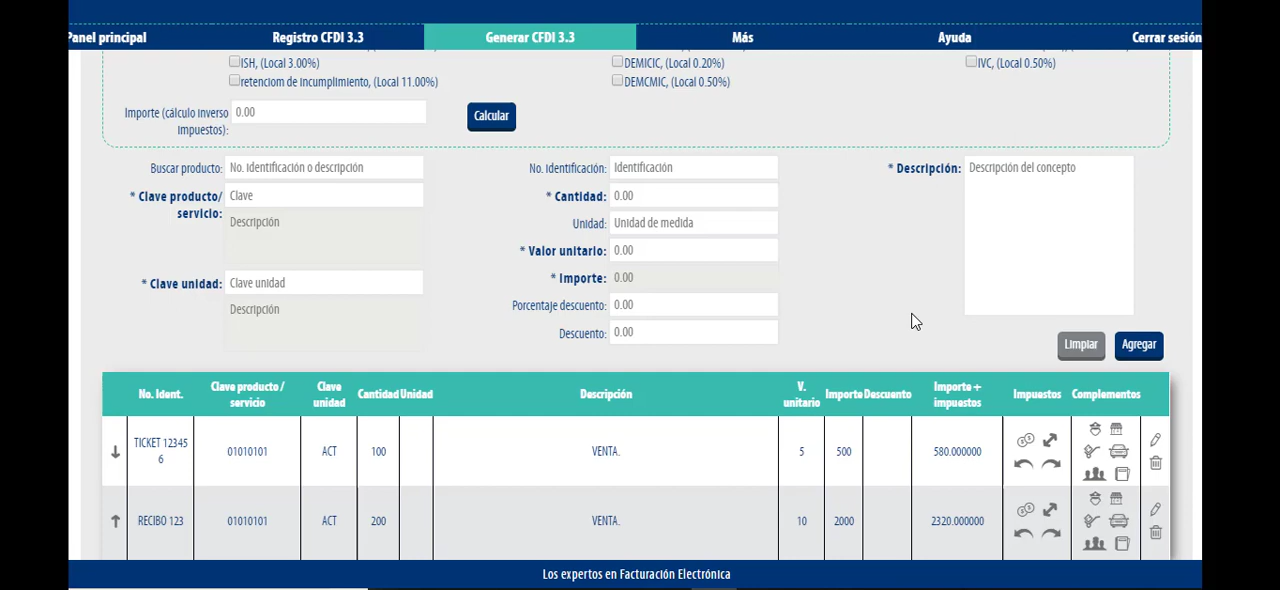 Panel principal
Registro CFDI 3.3
Generar CFDI 3.3
Más
Ayuda
Cerrar sesión
ISH, (Local 3.00%)
DEMICIC, (Local 0.20%)
IVC, (Local 0.50%)
retenciom de incumplimiento, (Local 11.00%)
DEMCMIC, (Local 0.50%)
Importe (cálculo inverso impuestos): 0.00
Calcular
Buscar producto: No. identificación o descripción
No. identificación: Identificación
* Descripción: Descripción del concepto
* Clave producto/ servicio: Clave
* Cantidad: 0.00
Descripción
Unidad: Unidad de medida
* Valor unitario: 0.00
* Clave unidad: Clave unidad
* Importe: 0.00
Descripción
Porcentaje descuento: 0.00
Descuento: 0.00
Limpiar
Agregar
No. Ident. Clave producto / servicio Clave unidad Cantidad Unidad Descripción V. unitario Importe Descuento Importe + impuestos Impuestos Complementos
TICKET 12345 6 01010101 ACT 100 VENTA. 5 500 580.000000
RECIBO 123 01010101 ACT 200 VENTA. 10 2000 2320.000000
Los expertos en Facturación Electrónica